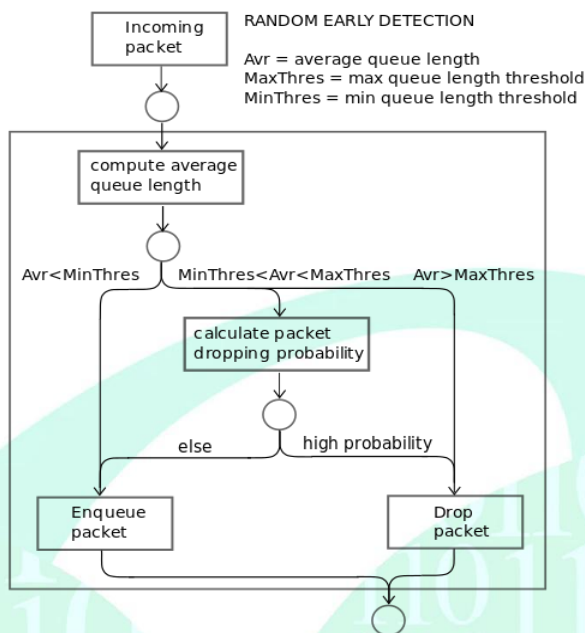 Incoming
packet
RANDOM EARLY DETECTION
Avr = average queue length
MaxThres = max queue length threshold
MinThres = min queue length threshold
compute average
queue length
Avr<MinThres
MinThres<Avr<MaxThres
Avr>MaxThres
calculate packet
dropping probability
else
high probability
Enqueue
packet
Drop
packet